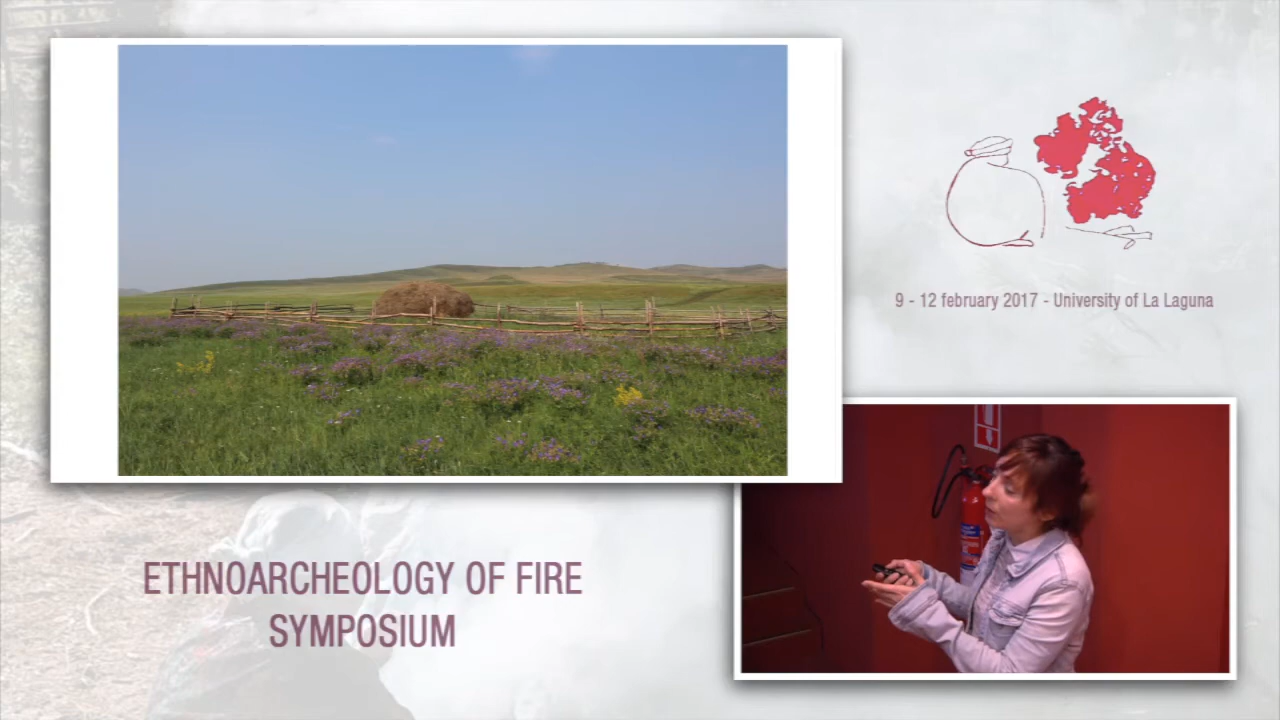 9 - 12 february 2017 - University of La Laguna
ETHNOARCHEOLOGY OF FIRE
SYMPOSIUM